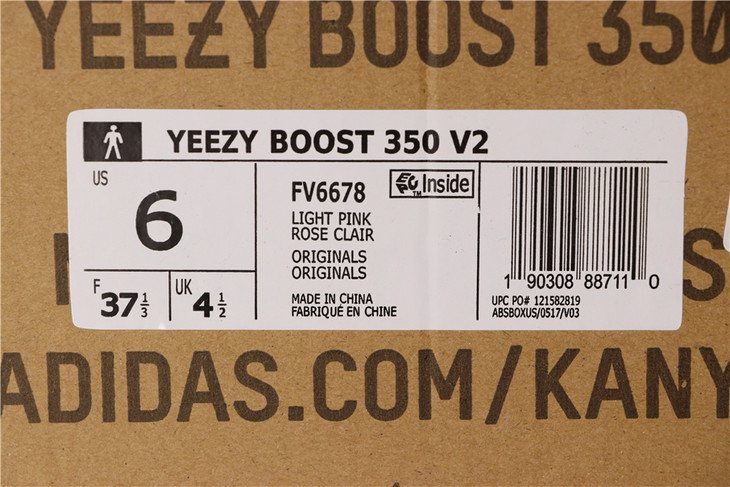 YEEZY BOOST 350
YEEZY BOOST 350 V2
US
6
F
37 1/3
UK
4 1/2
FV6678
EPC™ Inside
LIGHT PINK
ROSE CLAIR
ORIGINALS
ORIGINALS
MADE IN CHINA
FABRIQUÉ EN CHINE
1 90308 88711 0
UPC PO# 121582819
ABSBOXUS/0517/V03
ADIDAS.COM/KANY